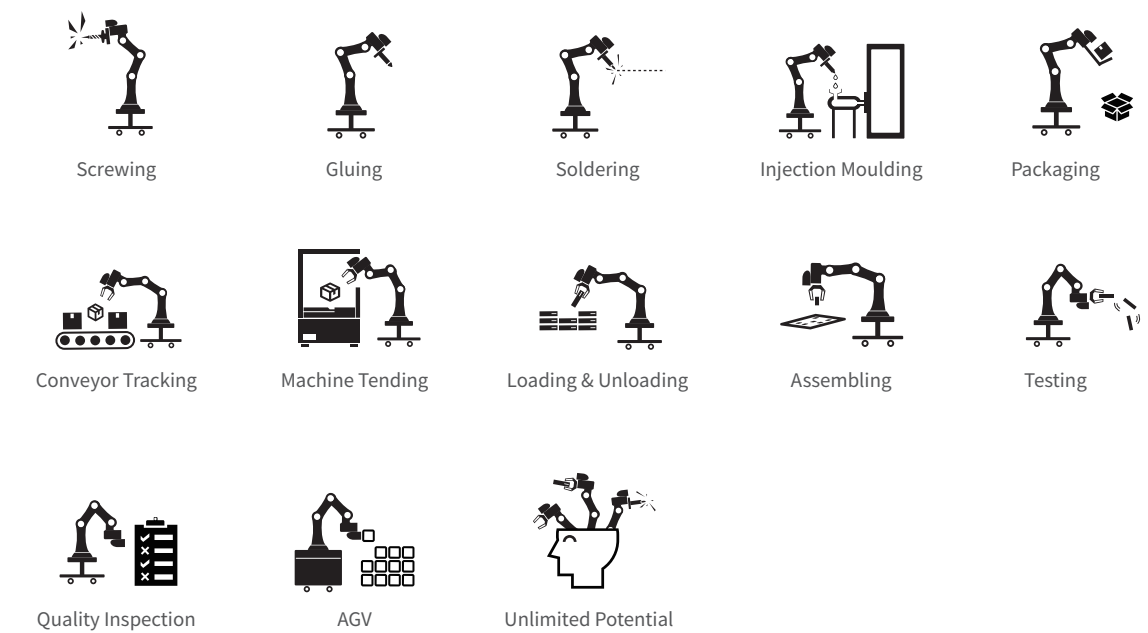 Screwing
Gluing
Soldering
Injection Moulding
Packaging
Conveyor Tracking
Machine Tending
Loading & Unloading
Assembling
Testing
Quality Inspection
AGV
Unlimited Potential